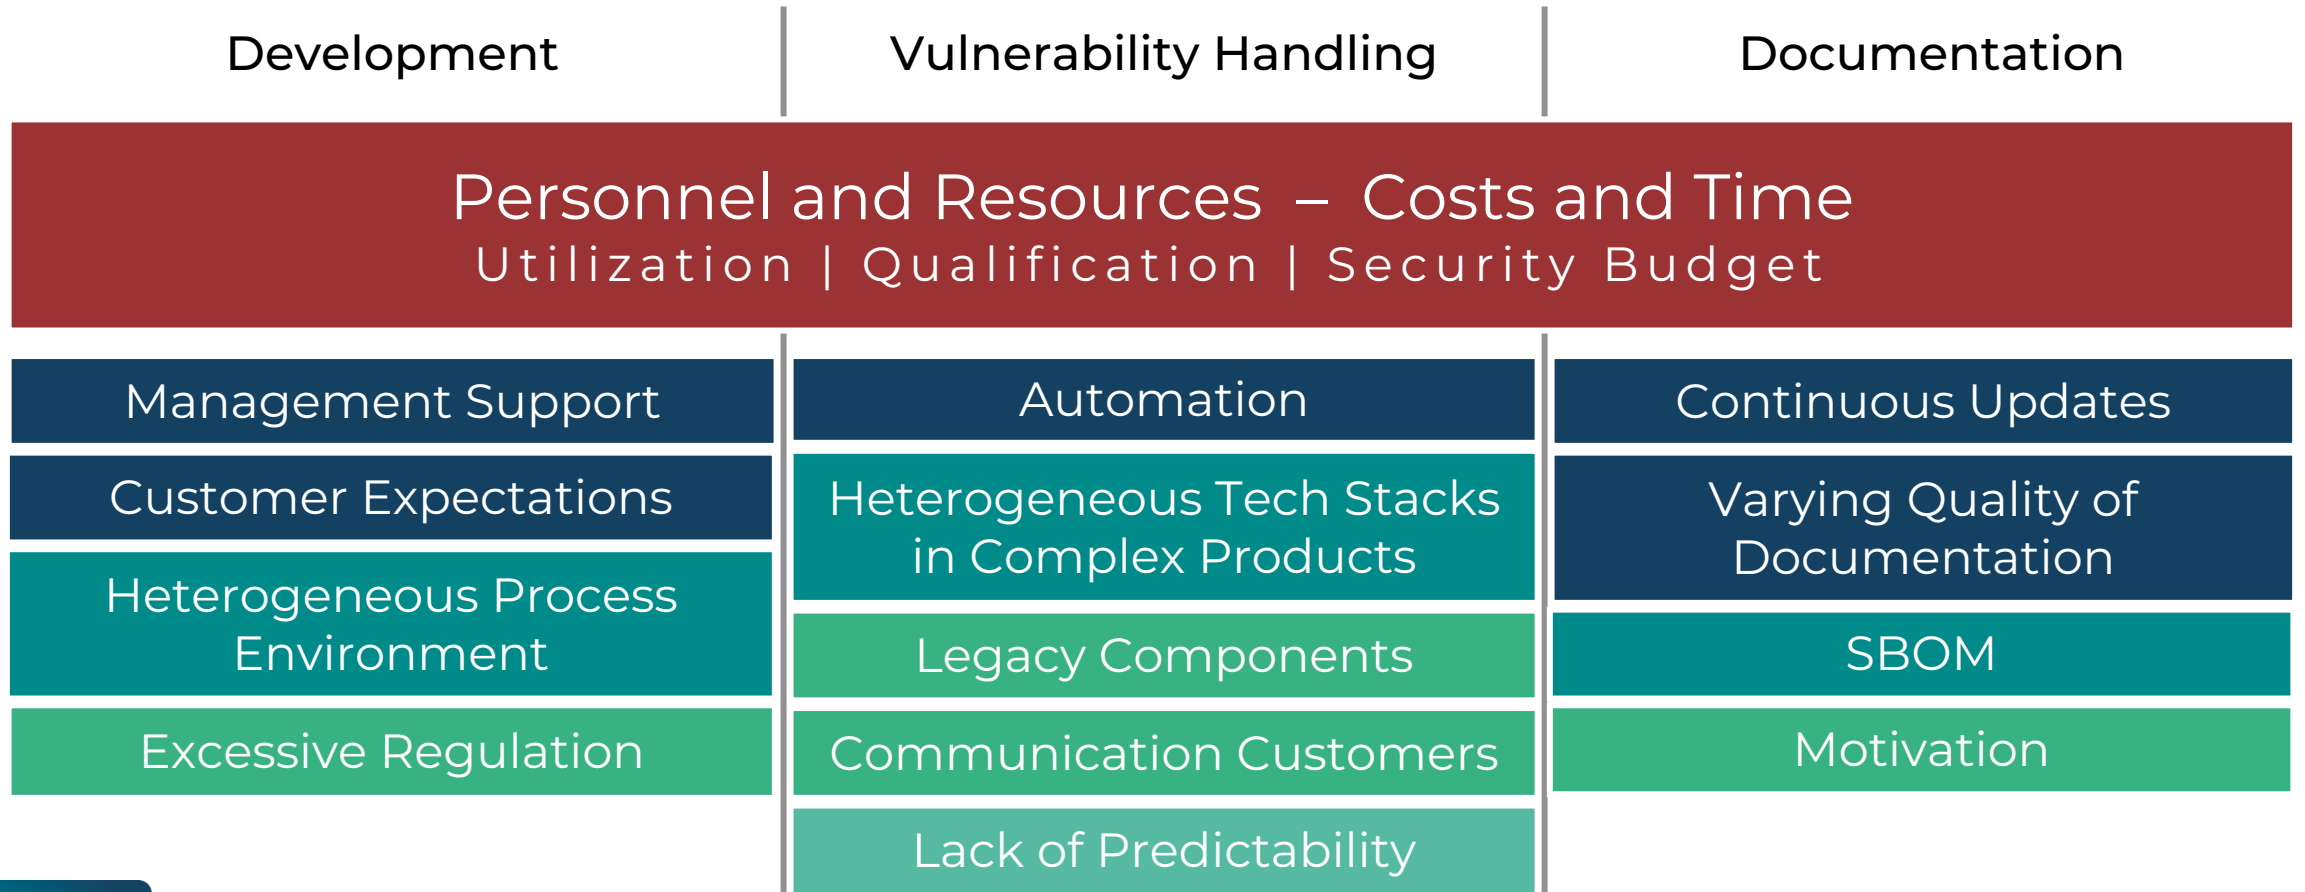 Development
Vulnerability Handling
Documentation
Personnel and Resources – Costs and Time
Utilization | Qualification | Security Budget
Management Support
Customer Expectations
Heterogeneous Process
Environment
Excessive Regulation
Automation
Heterogeneous Tech Stacks
in Complex Products
Legacy Components
Communication Customers
Lack of Predictability
Continuous Updates
Varying Quality of
Documentation
SBOM
Motivation